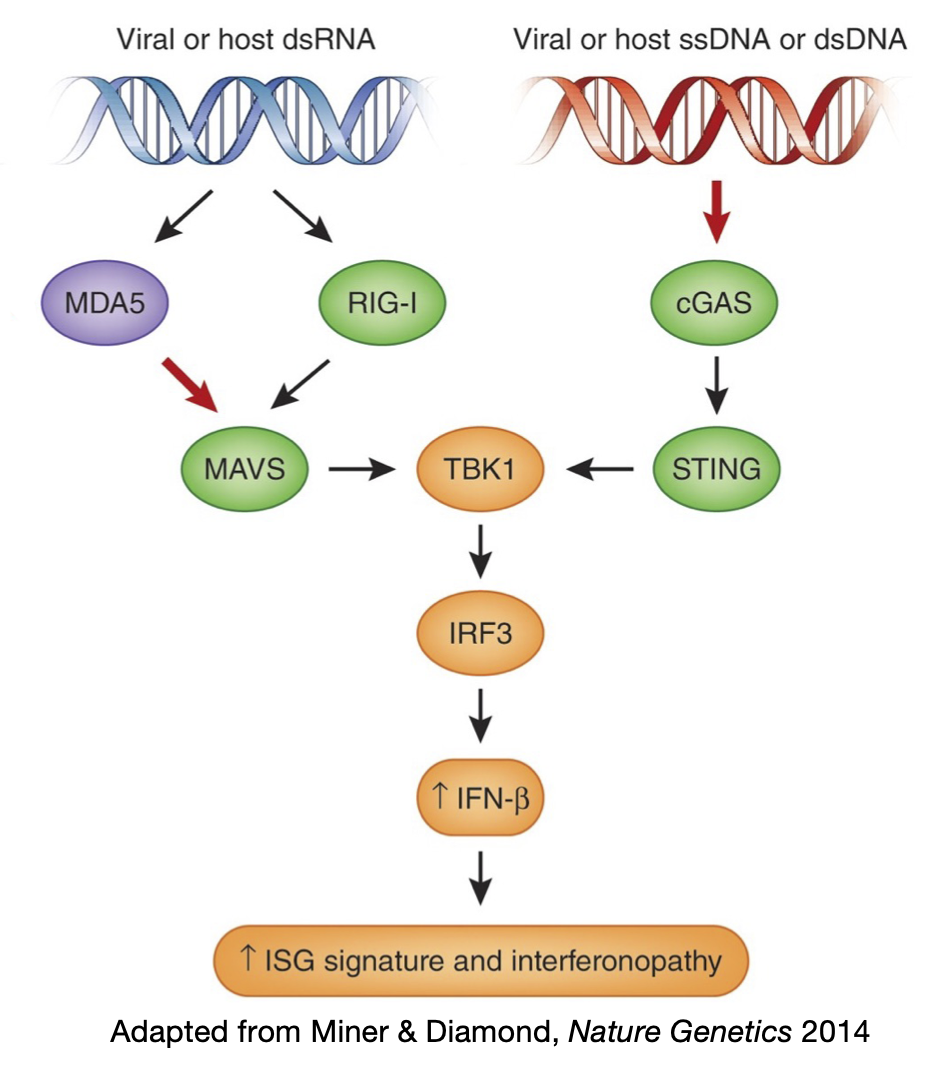 Viral or host dsRNA
Viral or host ssDNA or dsDNA
MDA5
RIG-I
cGAS
MAVS
TBK1
STING
IRF3
↑ IFN-β
↑ ISG signature and interferonopathy
Adapted from Miner & Diamond, Nature Genetics 2014